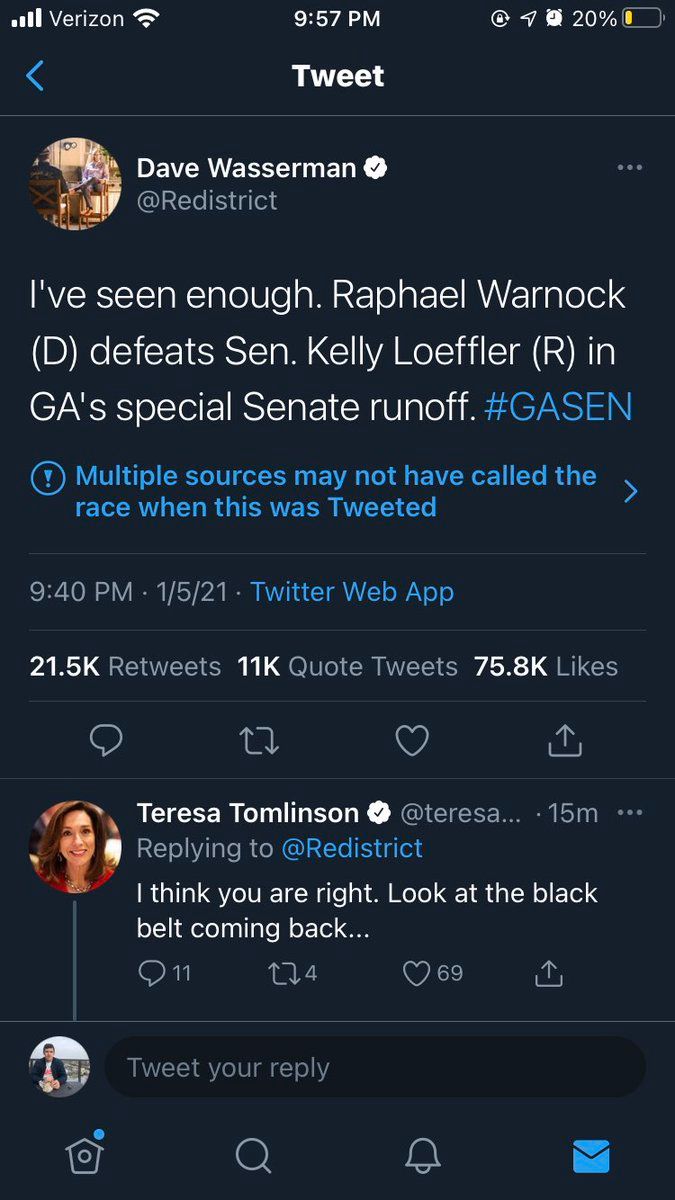 Verizon 9:57 PM 20%
Tweet
Dave Wasserman
@Redistrict
I've seen enough. Raphael Warnock
(D) defeats Sen. Kelly Loeffler (R) in
GA's special Senate runoff. #GASEN
Multiple sources may not have called the
race when this was Tweeted
9:40 PM · 1/5/21 · Twitter Web App
21.5K Retweets 11K Quote Tweets 75.8K Likes
Teresa Tomlinson @teresa... · 15m
Replying to @Redistrict
I think you are right. Look at the black
belt coming back...
11 4 69
Tweet your reply